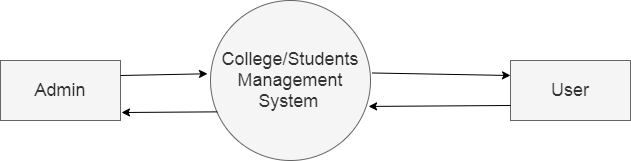 Admin
College/Students
Management
System
User